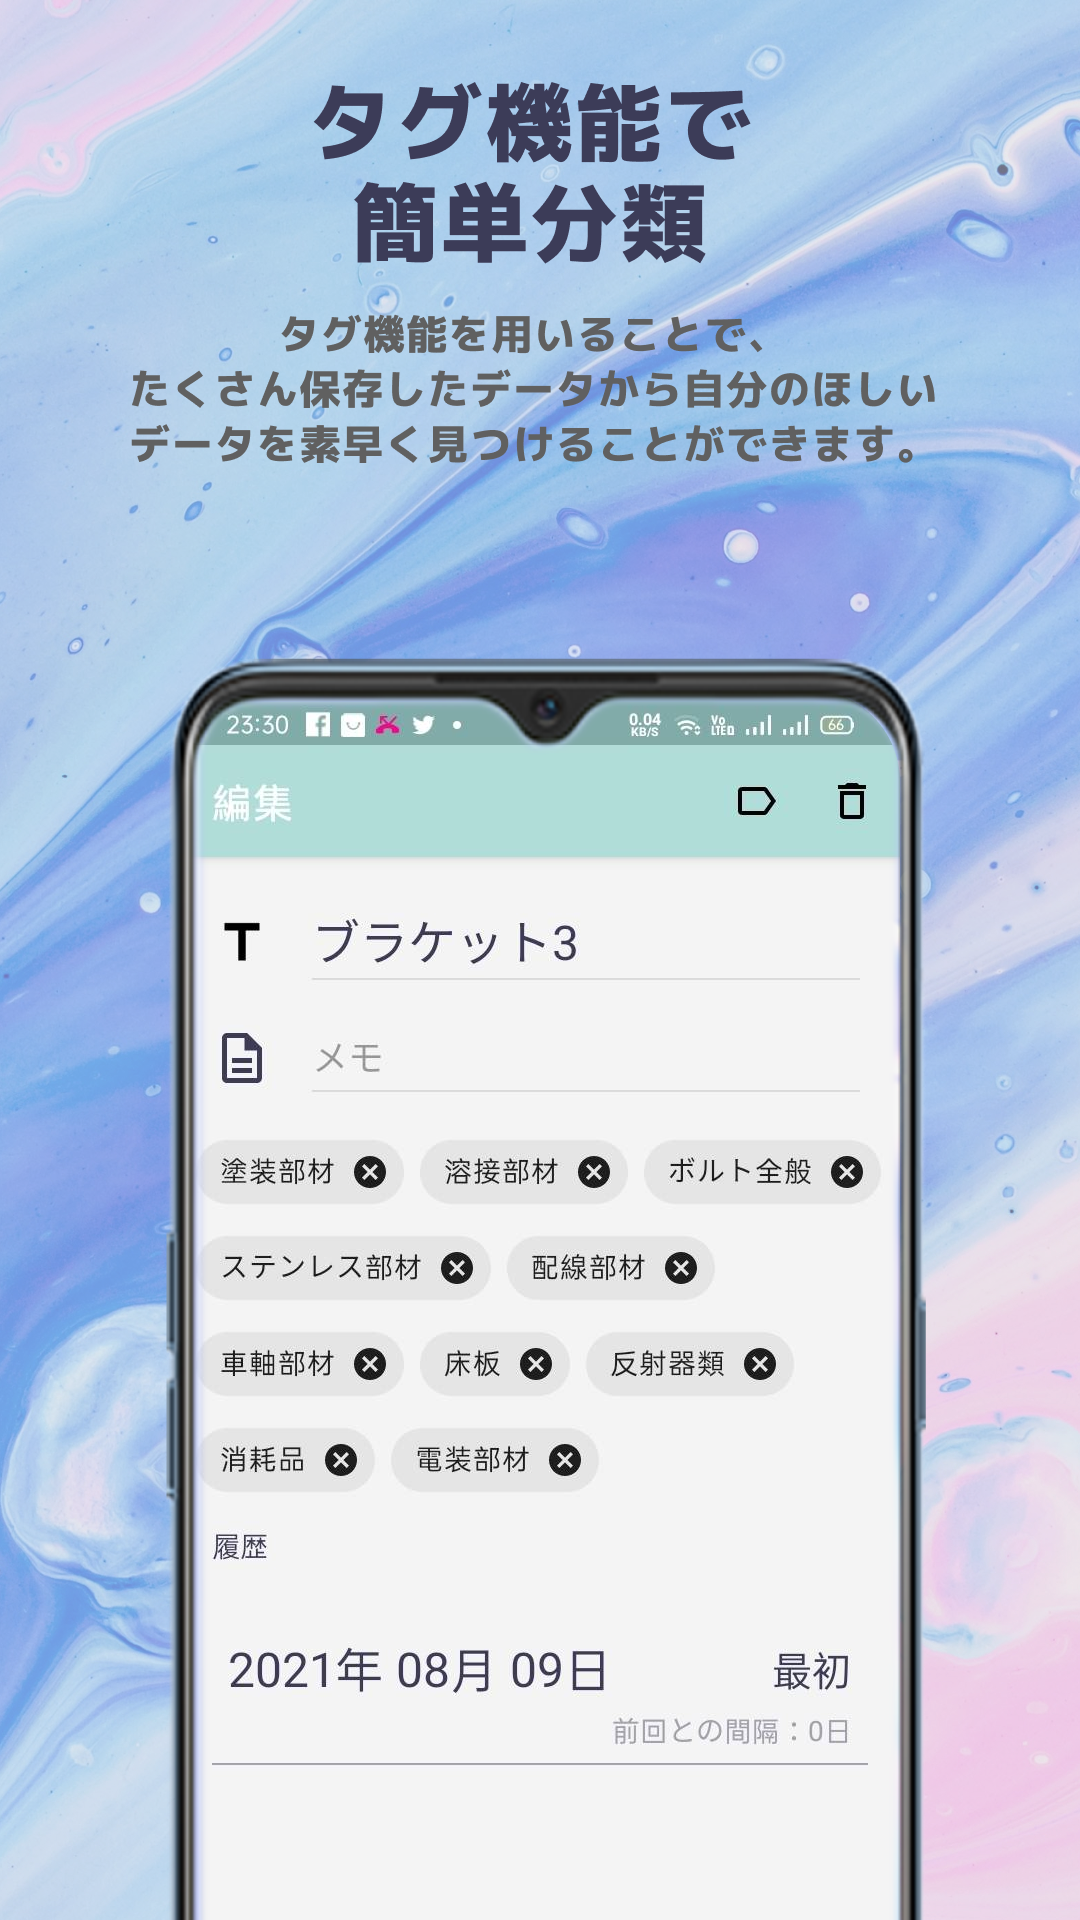 タグ機能で
簡単分類
タグ機能を用いることで、
たくさん保存したデータから自分のほしい
データを素早く見つけることができます。
23:30 0.04 KB/S Vo LTE 66
編集
T ブラケット3
メモ
塗装部材 溶接部材 ボルト全般
ステンレス部材 配線部材
車軸部材 床板 反射器類
消耗品 電装部材
履歴
2021年 08月 09日 最初
前回との間隔：0日